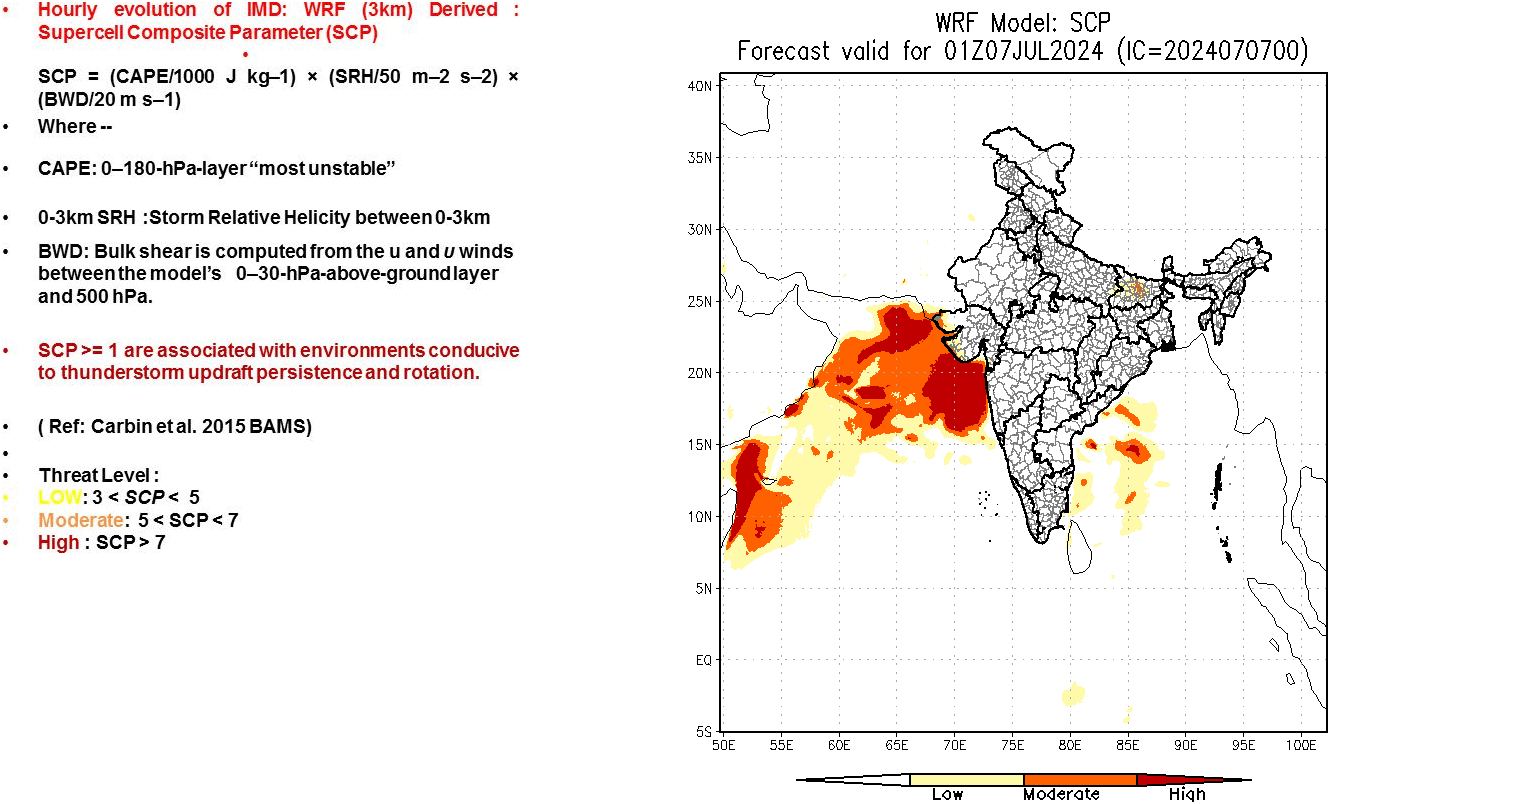 • Hourly evolution of IMD: WRF (3km) Derived :
Supercell Composite Parameter (SCP)
•
SCP = (CAPE/1000 J kg–1) × (SRH/50 m–2 s–2) ×
(BWD/20 m s–1)
• Where --
• CAPE: 0–180-hPa-layer “most unstable”
• 0-3km SRH :Storm Relative Helicity between 0-3km
• BWD: Bulk shear is computed from the u and υ winds
between the model’s 0–30-hPa-above-ground layer
and 500 hPa.
• SCP >= 1 are associated with environments conducive
to thunderstorm updraft persistence and rotation.
• ( Ref: Carbin et al. 2015 BAMS)
•
• Threat Level :
• LOW: 3 < SCP < 5
• Moderate: 5 < SCP < 7
• High : SCP > 7
WRF Model: SCP
Forecast valid for 01Z07JUL2024 (IC=2024070700)
40N
35N
30N
25N
20N
15N
10N
5N
EQ
5S
50E 55E 60E 65E 70E 75E 80E 85E 90E 95E 100E
Low Moderate High